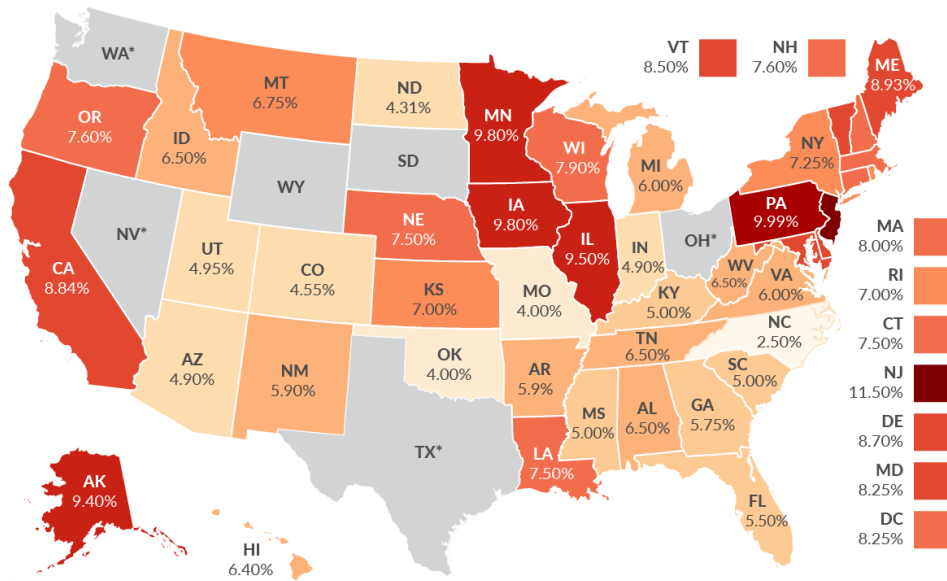 WA*
MT
6.75%
ND
4.31%
MN
9.80%
VT
8.50%
NH
7.60%
ME
8.93%
OR
7.60%
ID
6.50%
SD
WI
7.90%
MI
6.00%
NY
7.25%
WY
NE
7.50%
IA
9.80%
PA
9.99%
NV*
UT
4.95%
CO
4.55%
IL
9.50%
IN
4.90%
OH*
MA
8.00%
CA
8.84%
KS
7.00%
MO
4.00%
KY
5.00%
WV
6.50%
VA
6.00%
RI
7.00%
AZ
4.90%
NM
5.90%
OK
4.00%
AR
5.9%
TN
6.50%
NC
2.50%
CT
7.50%
SC
5.00%
NJ
11.50%
MS
5.00%
AL
6.50%
GA
5.75%
DE
8.70%
TX*
LA
7.50%
MD
8.25%
AK
9.40%
FL
5.50%
DC
8.25%
HI
6.40%